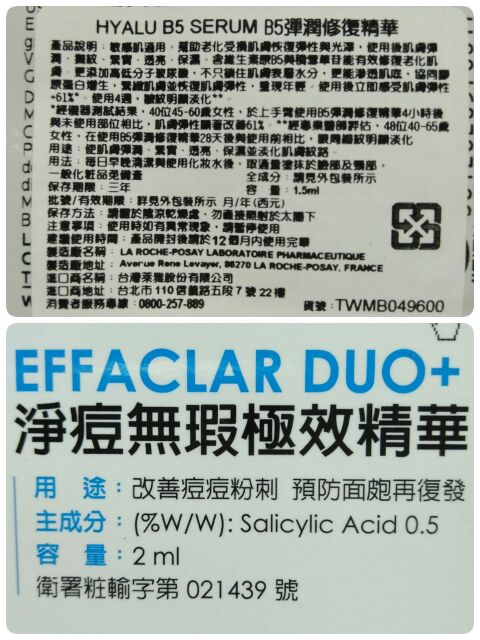 HYALU B5 SERUM B5彈潤修復精華
產品說明：敏感肌適用。幫助老化受損肌膚恢復彈性與光澤，使用後肌膚彈
潤、撫紋、緊實、透亮、保濕。含維生素原B5與積雪草苷能有效修復老化肌
膚。更添加高低分子玻尿酸，不只鎖住肌膚表層水分，更能滲透肌底，協同膠
原蛋白增生，緊緻肌膚並恢復肌膚彈性，重現年輕。使用後立即感受肌膚彈性
+61%*。使用4週，皺紋明顯淡化**。
*經儀器測試結果，40位45-60歲女性，於上手臂使用B5彈潤修復精華4小時後
與未使用部位相比，肌膚彈性顯著改善61%。**經專業醫師評估，48位40-65歲
女性，在使用B5彈潤修復精華28天後與使用前相比，眼周細紋明顯淡化
用途：使肌膚彈潤、緊實、透亮、保濕並淡化肌膚紋路。
用法：每日早晚清潔與使用化妝水後，取適量塗抹於臉部及頸部。
一般化粧品免備查 全成分：請見外包裝所示
保存期限：三年 容 量：1.5ml
批號/有效期限：詳見外包裝所示 月/年(西元)
保存方法：請置於陰涼乾燥處，勿直接照射於太陽下
注意事項：使用時如有異常現象，請暫停使用
建議使用時間：產品開封後請於12個月內使用完畢
製造廠名稱：LA ROCHE-POSAY LABORATOIRE PHARMACEUTIQUE
製造廠地址：Avenue Rene Levayer, 86270 LA ROCHE-POSAY, FRANCE
進口商名稱：台灣萊雅股份有限公司
進口商地址：台北市110信義路五段7號22樓
消費者服務專線：0800-257-889 貨號：TWMB049600
EFFACLAR DUO+
淨痘無瑕極效精華
用 途：改善痘痘粉刺 預防面皰再復發
主成分：(%W/W): Salicylic Acid 0.5
容 量：2 ml
衛署粧輸字第 021439 號